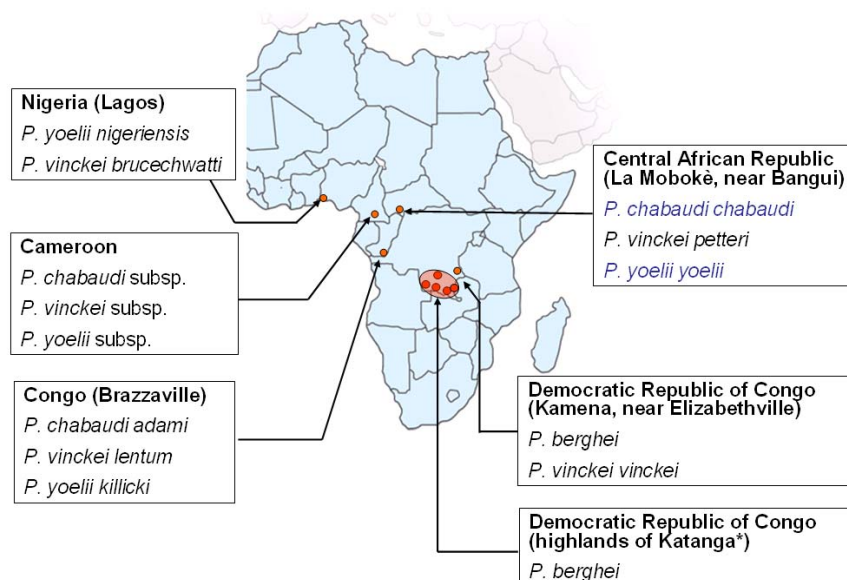 Nigeria (Lagos)
P. yoelii nigeriensis
P. vinckei brucechwatti
Cameroon
P. chabaudi subsp.
P. vinckei subsp.
P. yoelii subsp.
Congo (Brazzaville)
P. chabaudi adami
P. vinckei lentum
P. yoelii killicki
Central African Republic
(La Mobokè, near Bangui)
P. chabaudi chabaudi
P. vinckei petteri
P. yoelii yoelii
Democratic Republic of Congo
(Kamena, near Elizabethville)
P. berghei
P. vinckei vinckei
Democratic Republic of Congo
(highlands of Katanga*)
P. berghei